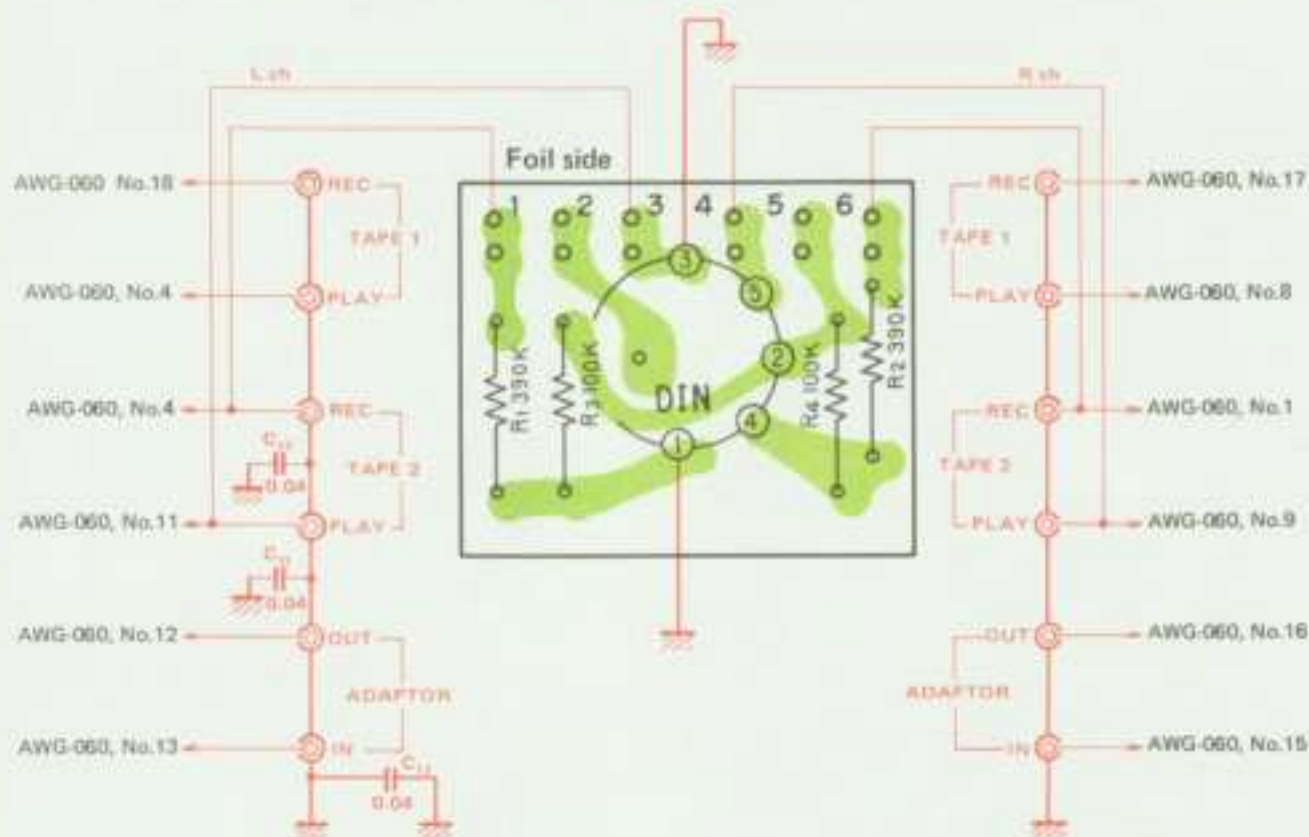 L ch
R ch
Foil side
1 2 3 4 5 6
AWG-060 No.18
REC
TAPE 1
AWG-060, No.4
PLAY
AWG-060, No.4
REC
0.04
TAPE 2
AWG-060, No.11
PLAY
0.04
AWG-060, No.12
OUT
ADAPTOR
AWG-060, No.13
IN
0.04
3
5
2
4
1
DIN
R1 390K
R3 100K
R4 100K
R2 390K
REC
AWG-060, No.17
TAPE 1
PLAY
AWG-060, No.8
REC
AWG-060, No.1
TAPE 2
PLAY
AWG-060, No.9
OUT
AWG-060, No.16
ADAPTOR
IN
AWG-060, No.15